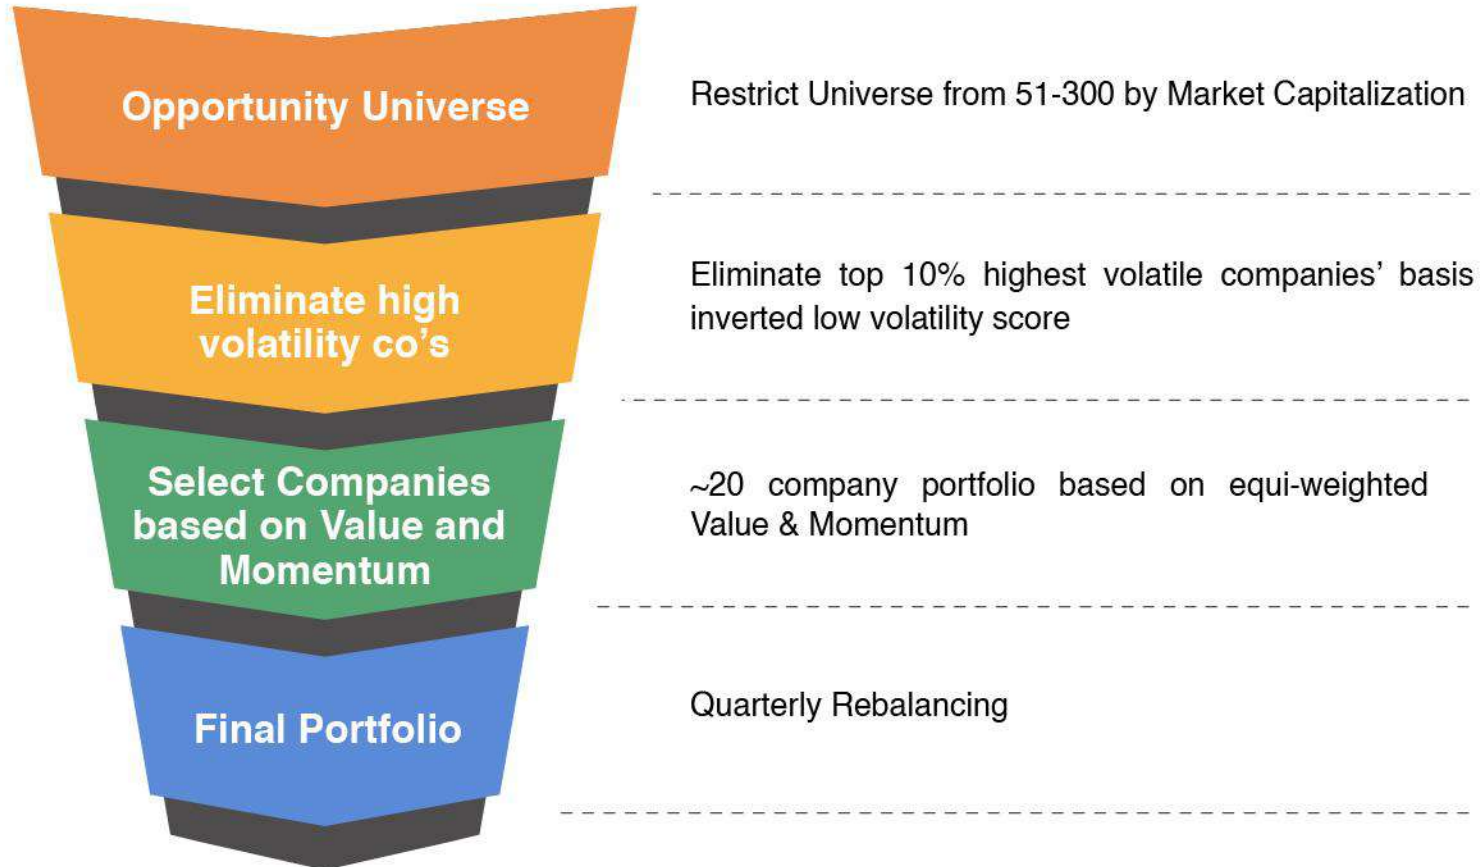 Opportunity Universe
Restrict Universe from 51-300 by Market Capitalization
Eliminate high
volatility co’s
Eliminate top 10% highest volatile companies’ basis
inverted low volatility score
Select Companies
based on Value and
Momentum
~20 company portfolio based on equi-weighted
Value & Momentum
Final Portfolio
Quarterly Rebalancing